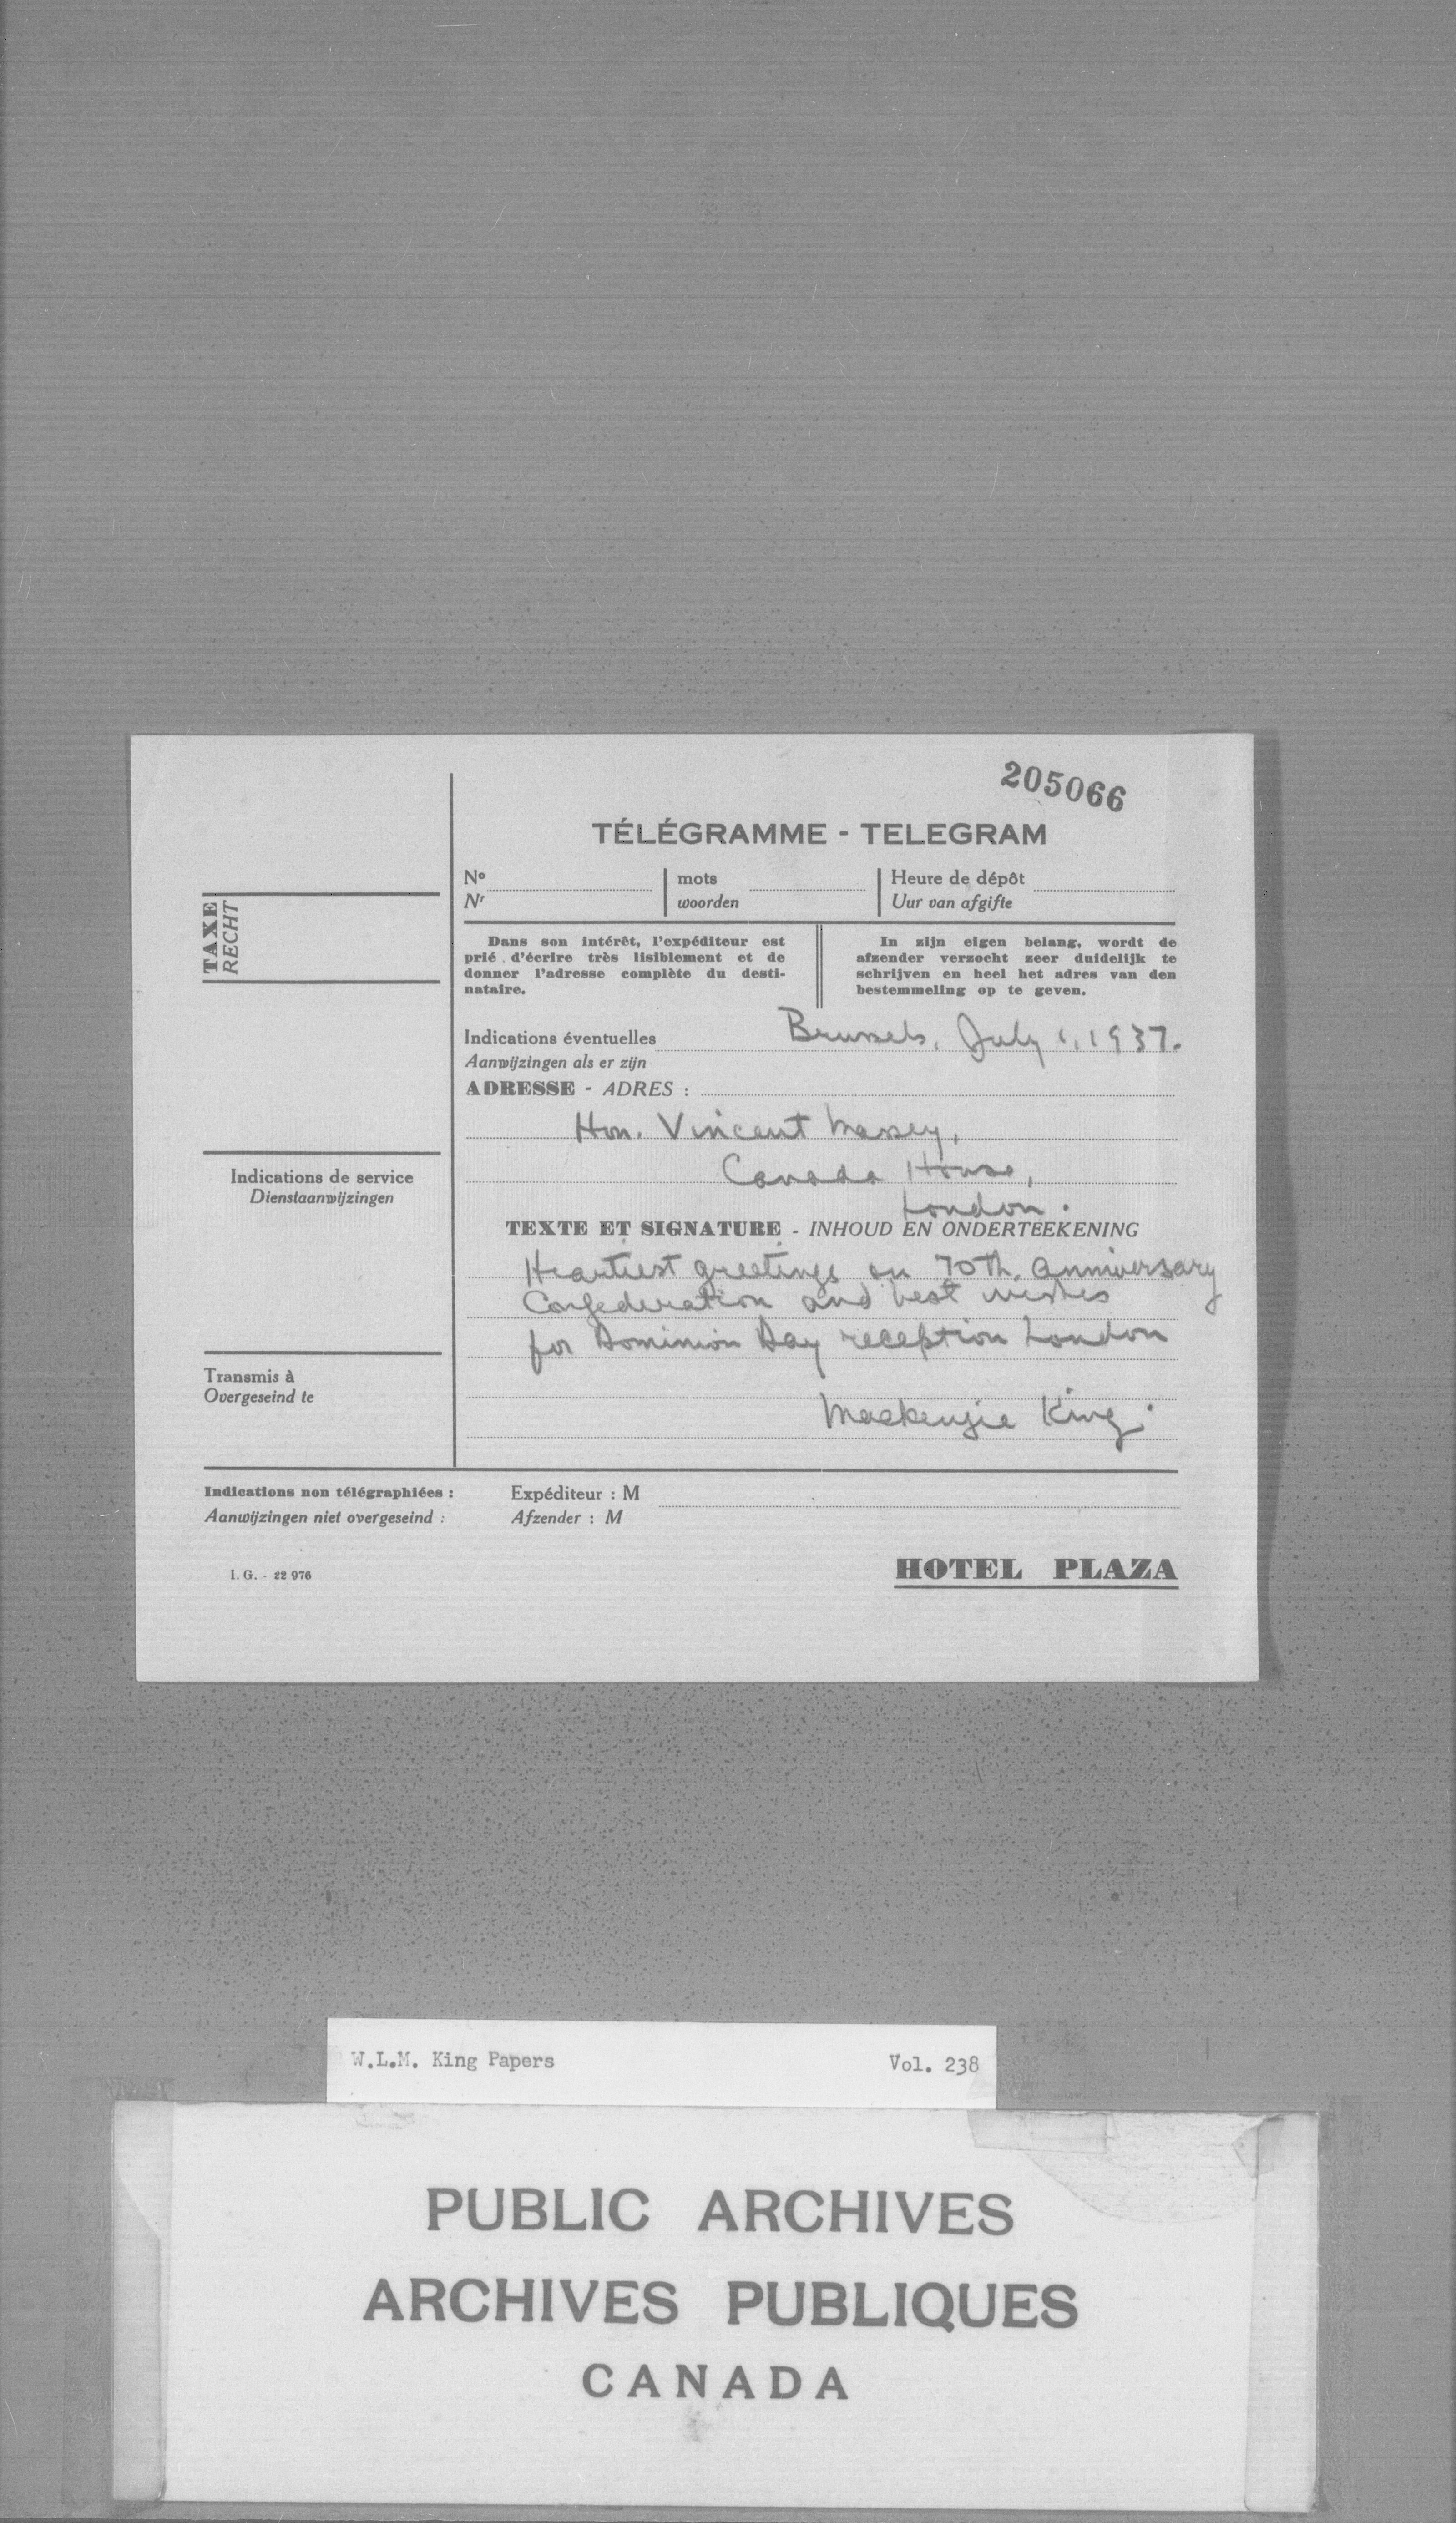 205066
TÉLÉGRAMME - TELEGRAM
Nº
Nr
mots
woorden
Heure de dépôt
Uur van afgifte
TAXE
RECHT
Dans son intérêt, l'expéditeur est
prié d'écrire très lisiblement et de
donner l'adresse complète du desti-
nataire.
In zijn eigen belang, wordt de
afzender verzocht zeer duidelijk te
schrijven en heel het adres van den
bestemmeling op te geven.
Indications éventuelles Brussels, July 1, 1937.
Aanwijzingen als er zijn
ADRESSE - ADRES :
Hon. Vincent Massey,
Canada House,
London.
Indications de service
Dienstaanwijzingen
TEXTE ET SIGNATURE - INHOUD EN ONDERTEEKENING
Heartiest greetings on 70th. anniversary
Confederation and best wishes
for Dominion Day reception London
Mackenzie King.
Transmis à
Overgeseind te
Indications non télégraphiées : Expéditeur : M
Aanwijzingen niet overgeseind : Afzender : M
I. G. - 22 976
HOTEL PLAZA
W.L.M. King Papers Vol. 238
PUBLIC ARCHIVES
ARCHIVES PUBLIQUES
CANADA